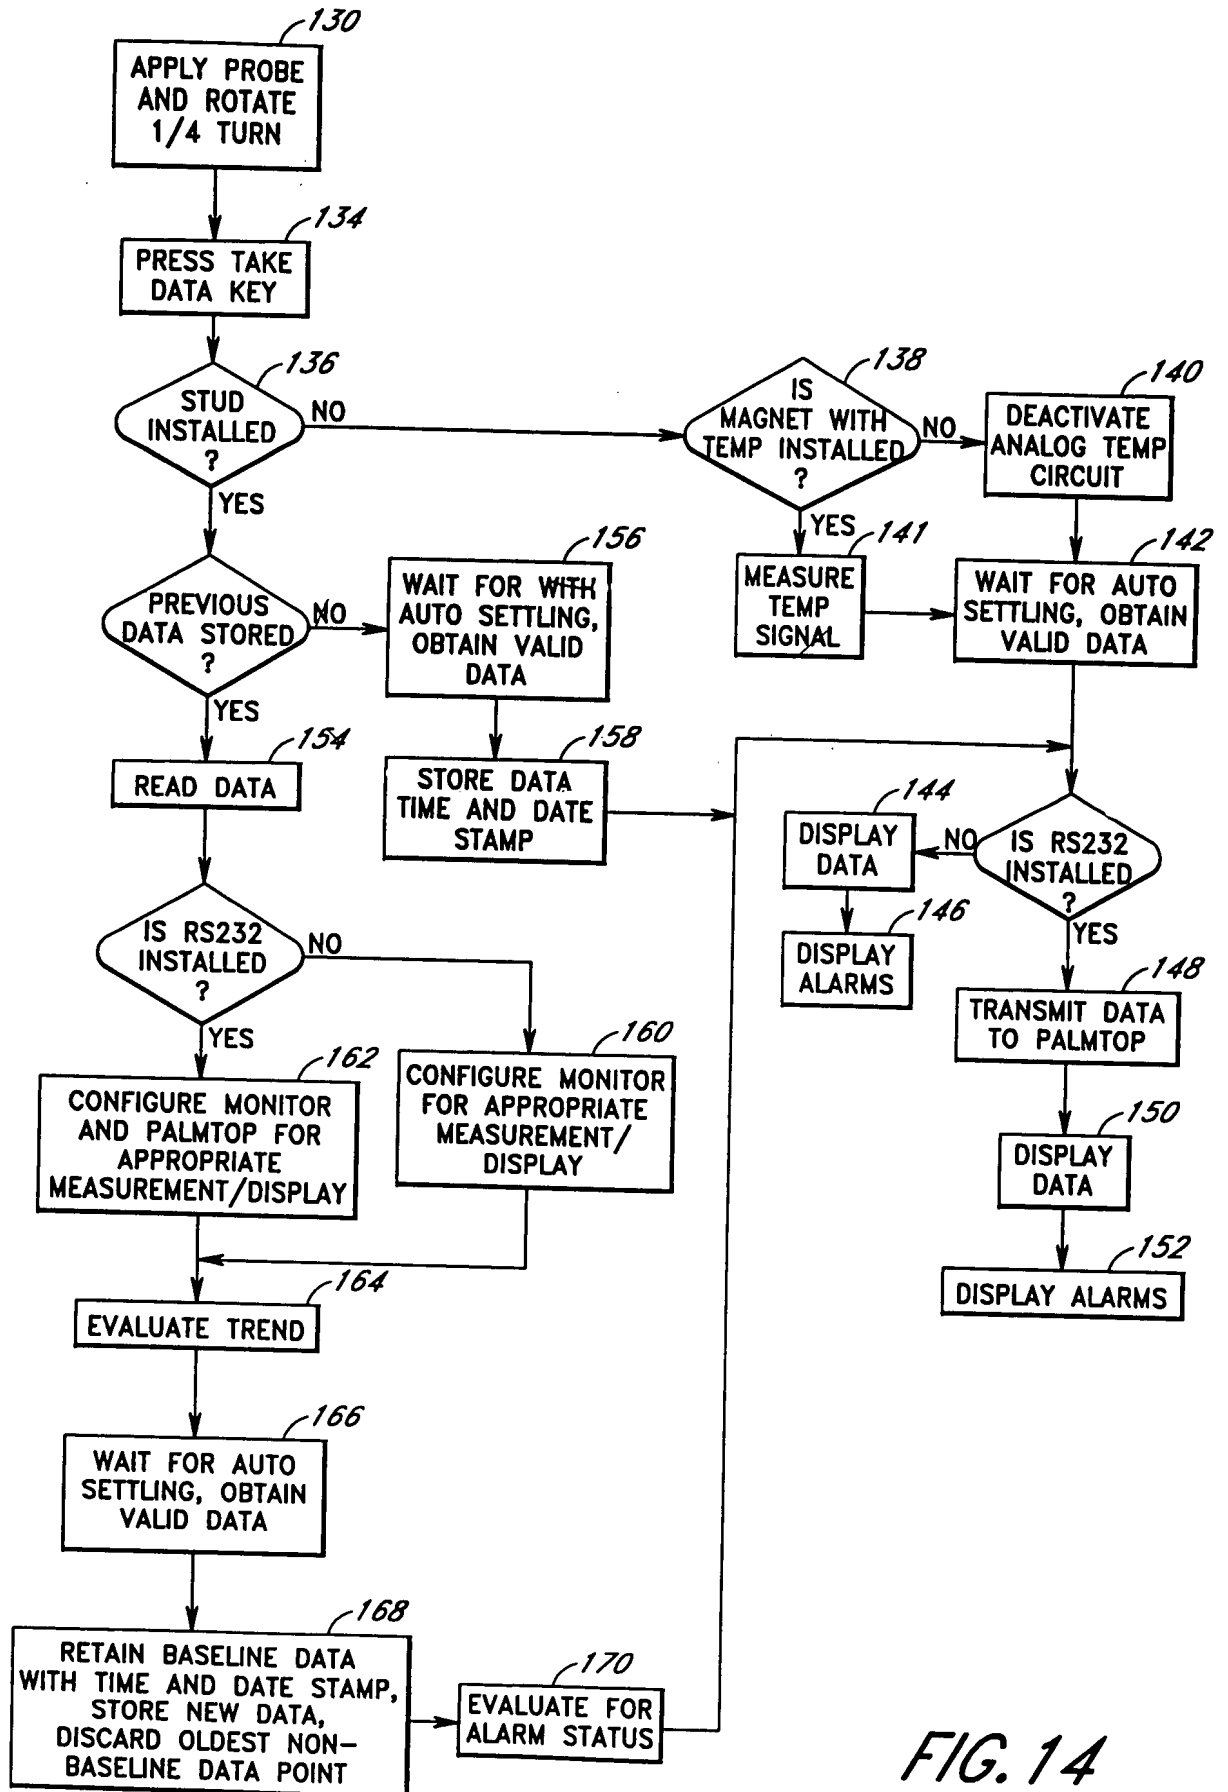 130
APPLY PROBE
AND ROTATE
1/4 TURN
134
PRESS TAKE
DATA KEY
136
STUD
INSTALLED
?
NO
YES
138
IS
MAGNET WITH
TEMP INSTALLED
?
NO
YES
140
DEACTIVATE
ANALOG TEMP
CIRCUIT
141
MEASURE
TEMP
SIGNAL
142
WAIT FOR AUTO
SETTLING, OBTAIN
VALID DATA
PREVIOUS
DATA STORED
?
NO
YES
156
WAIT FOR WITH
AUTO SETTLING,
OBTAIN VALID
DATA
158
STORE DATA
TIME AND DATE
STAMP
154
READ DATA
IS RS232
INSTALLED
?
NO
YES
144
DISPLAY
DATA
146
DISPLAY
ALARMS
IS RS232
INSTALLED
?
NO
YES
148
TRANSMIT DATA
TO PALMTOP
150
DISPLAY
DATA
152
DISPLAY ALARMS
162
CONFIGURE MONITOR
AND PALMTOP FOR
APPROPRIATE
MEASUREMENT/DISPLAY
160
CONFIGURE MONITOR
FOR APPROPRIATE
MEASUREMENT/
DISPLAY
164
EVALUATE TREND
166
WAIT FOR AUTO
SETTLING, OBTAIN
VALID DATA
168
RETAIN BASELINE DATA
WITH TIME AND DATE STAMP,
STORE NEW DATA,
DISCARD OLDEST NON-
BASELINE DATA POINT
170
EVALUATE FOR
ALARM STATUS
FIG. 14